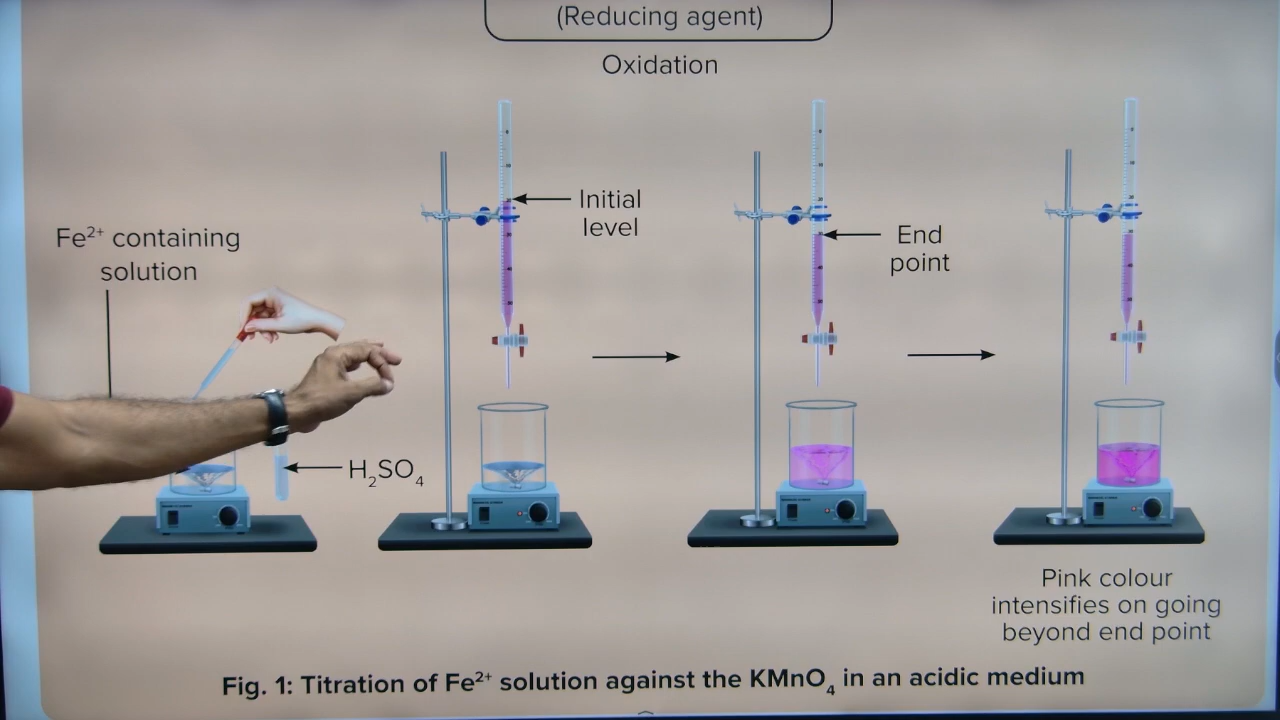 (Reducing agent)
Oxidation
Initial
level
Fe²⁺ containing
solution
End
point
H₂SO₄
Pink colour
intensifies on going
beyond end point
Fig. 1: Titration of Fe²⁺ solution against the KMnO₄ in an acidic medium